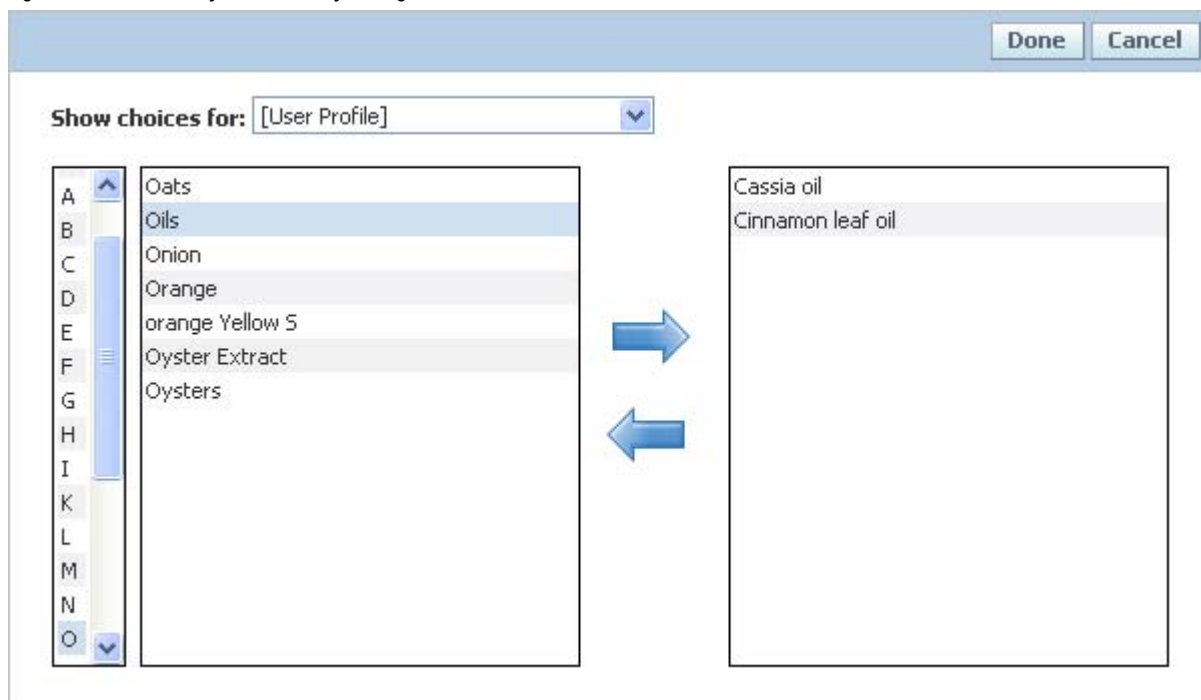 Done Cancel
Show choices for: [User Profile]
A
B
C
D
E
F
G
H
I
K
L
M
N
O
Oats
Oils
Onion
Orange
orange Yellow S
Oyster Extract
Oysters
Cassia oil
Cinnamon leaf oil